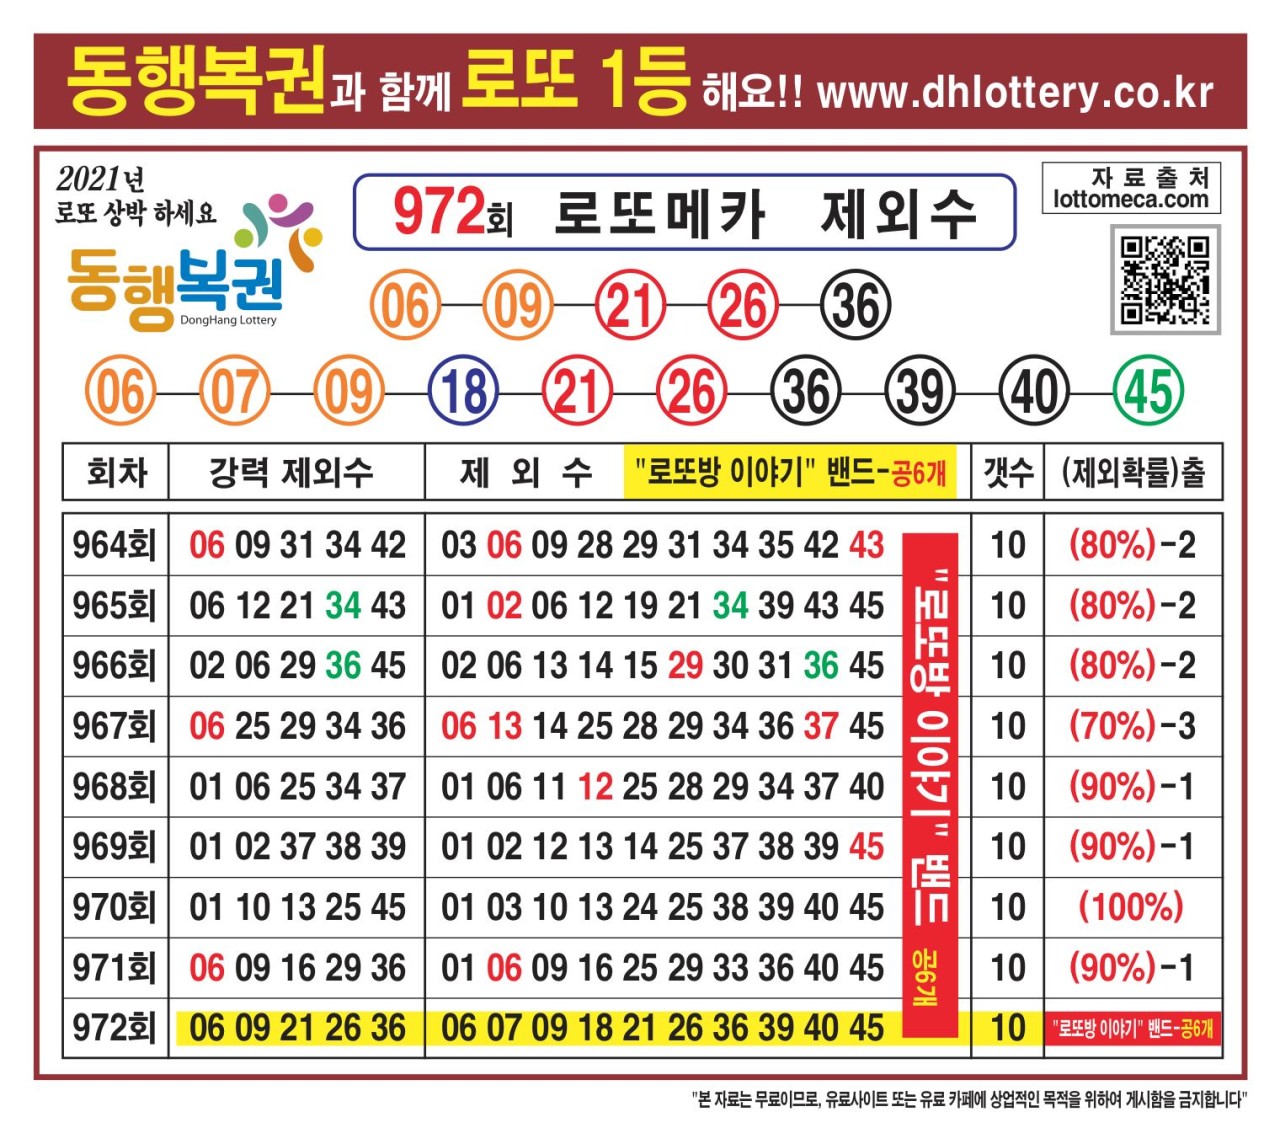 동행복권과 함께 로또 1등 해요!! www.dhlottery.co.kr
2021년
로또 상박 하세요
동행복권
DongHang Lottery
972회 로또메카 제외수
자료출처
lottomeca.com
06 09 21 26 36
06 07 09 18 21 26 36 39 40 45
회차 강력 제외수 제 외 수 "로또방 이야기" 밴드-공6개 갯수 (제외확률)출
964회 06 09 31 34 42 03 06 09 28 29 31 34 35 42 43 10 (80%)-2
965회 06 12 21 34 43 01 02 06 12 19 21 34 39 43 45 10 (80%)-2
966회 02 06 29 36 45 02 06 13 14 15 29 30 31 36 45 10 (80%)-2
967회 06 25 29 34 36 06 13 14 25 28 29 34 36 37 45 10 (70%)-3
968회 01 06 25 34 37 01 06 11 12 25 28 29 34 37 40 10 (90%)-1
969회 01 02 37 38 39 01 02 12 13 14 25 37 38 39 45 10 (90%)-1
970회 01 10 13 25 45 01 03 10 13 24 25 38 39 40 45 10 (100%)
971회 06 09 16 29 36 01 06 09 16 25 29 33 36 40 45 10 (90%)-1
972회 06 09 21 26 36 06 07 09 18 21 26 36 39 40 45 10 "로또방 이야기" 밴드-공6개
"로또방 이야기" 밴드 공6개
"본 자료는 무료이므로, 유료사이트 또는 유료 카페에 상업적인 목적을 위하여 게시함을 금지합니다"